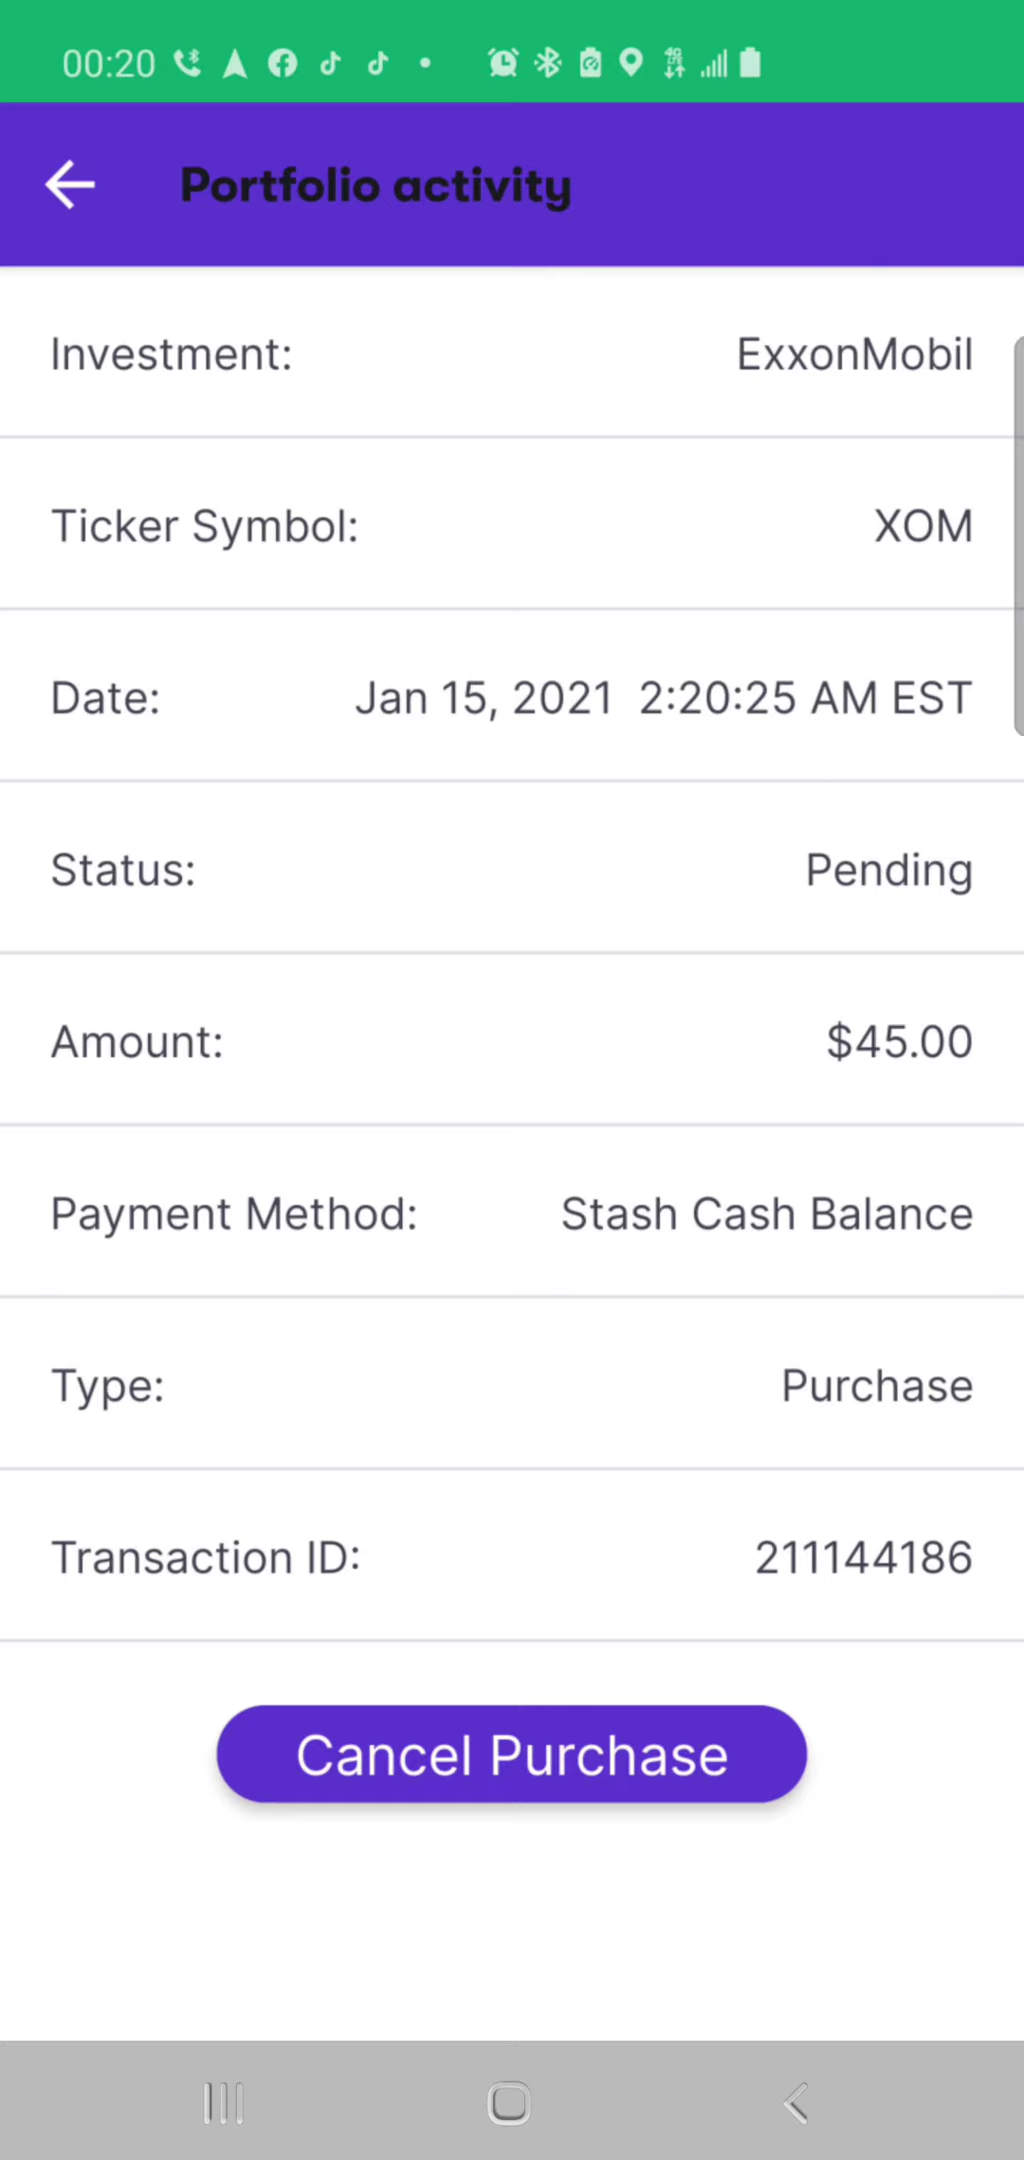 00:20
Portfolio activity
Investment: ExxonMobil
Ticker Symbol: XOM
Date: Jan 15, 2021 2:20:25 AM EST
Status: Pending
Amount: $45.00
Payment Method: Stash Cash Balance
Type: Purchase
Transaction ID: 211144186
Cancel Purchase